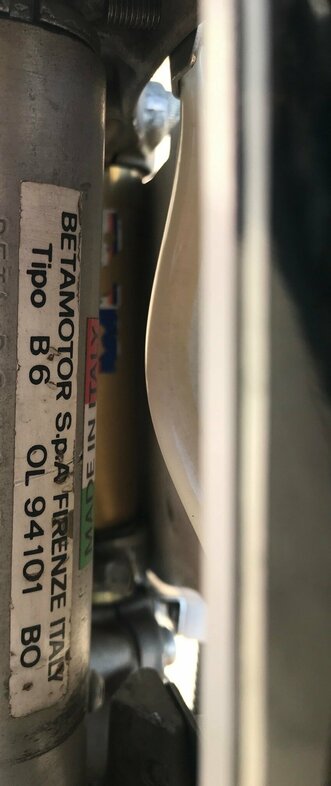 BETAMOTOR S.p.A FIRENZE ITALY
Tipo B6 OL 94101 BO
MADE IN ITALY